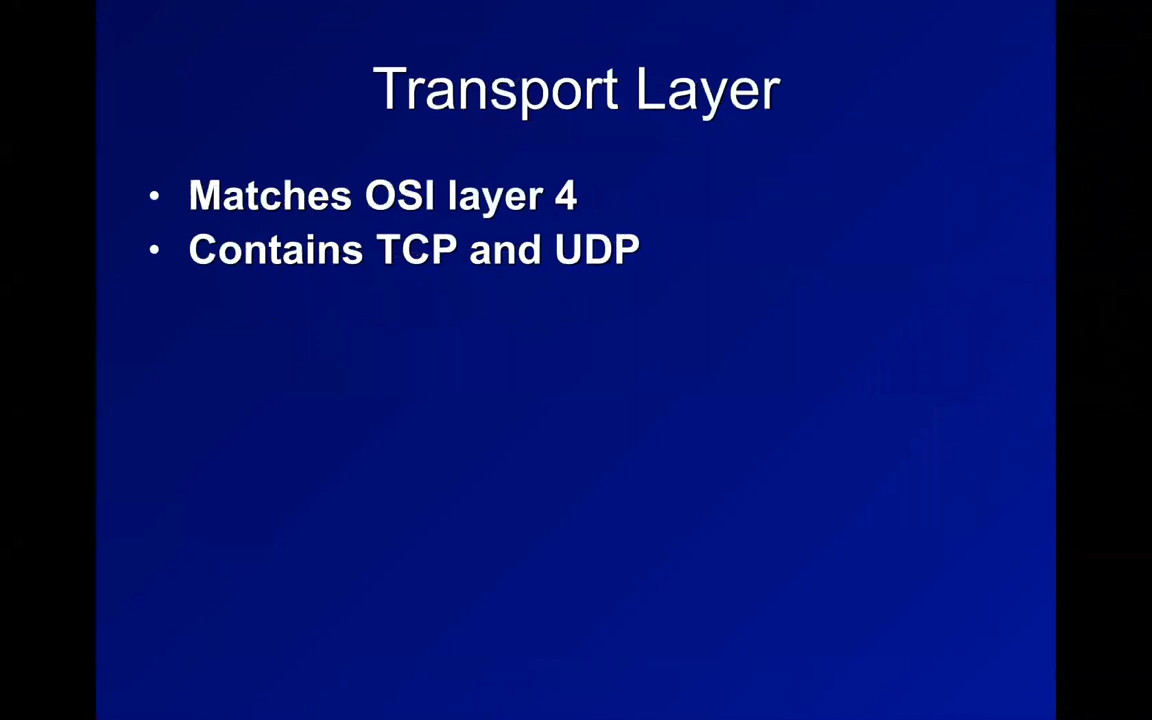 Transport Layer
• Matches OSI layer 4
• Contains TCP and UDP